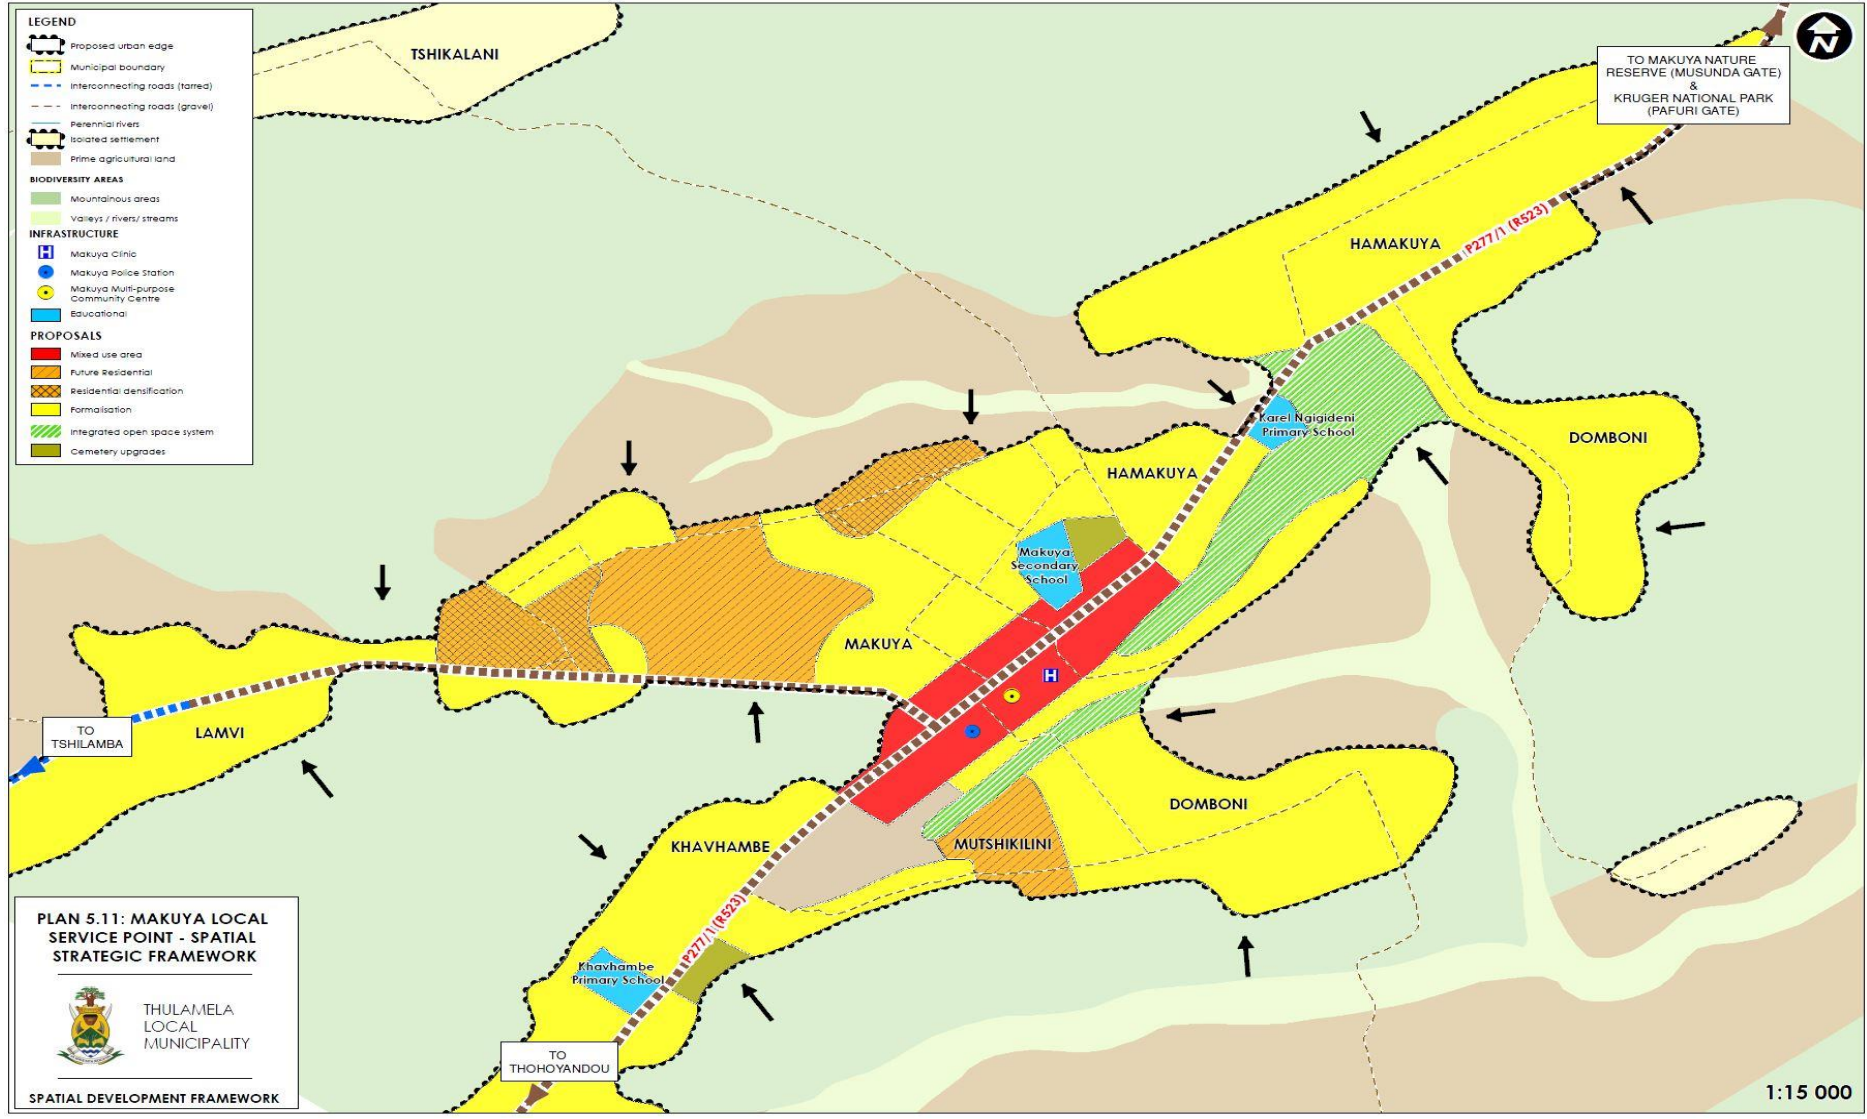 LEGEND
Proposed urban edge
Municipal boundary
Interconnecting roads (tarred)
Interconnecting roads (gravel)
Perennial rivers
Isolated settlement
Prime agricultural land
BIODIVERSITY AREAS
Mountainous areas
Valleys / rivers/ streams
INFRASTRUCTURE
H
Makuya Clinic
Makuya Police Station
Makuya Multi-purpose
Community Centre
Educational
PROPOSALS
Mixed use area
Future Residential
Residential densification
Formalisation
Integrated open space system
Cemetery upgrades
TSHIKALANI
N
TO MAKUYA NATURE
RESERVE (MUSUNDA GATE)
&
KRUGER NATIONAL PARK
(PAFURI GATE)
HAMAKUYA
P277/1 (R523)
Karel Ngigideni
Primary School
DOMBONI
HAMAKUYA
Makuya
Secondary
School
MAKUYA
H
LAMVI
TO
TSHILAMBA
DOMBONI
MUTSHIKILINI
KHAVHAMBE
P277/1 (R523)
Khavhambe
Primary School
TO
THOHOYANDOU
PLAN 5.11: MAKUYA LOCAL
SERVICE POINT - SPATIAL
STRATEGIC FRAMEWORK
THULAMELA
LOCAL
MUNICIPALITY
SPATIAL DEVELOPMENT FRAMEWORK
1:15 000